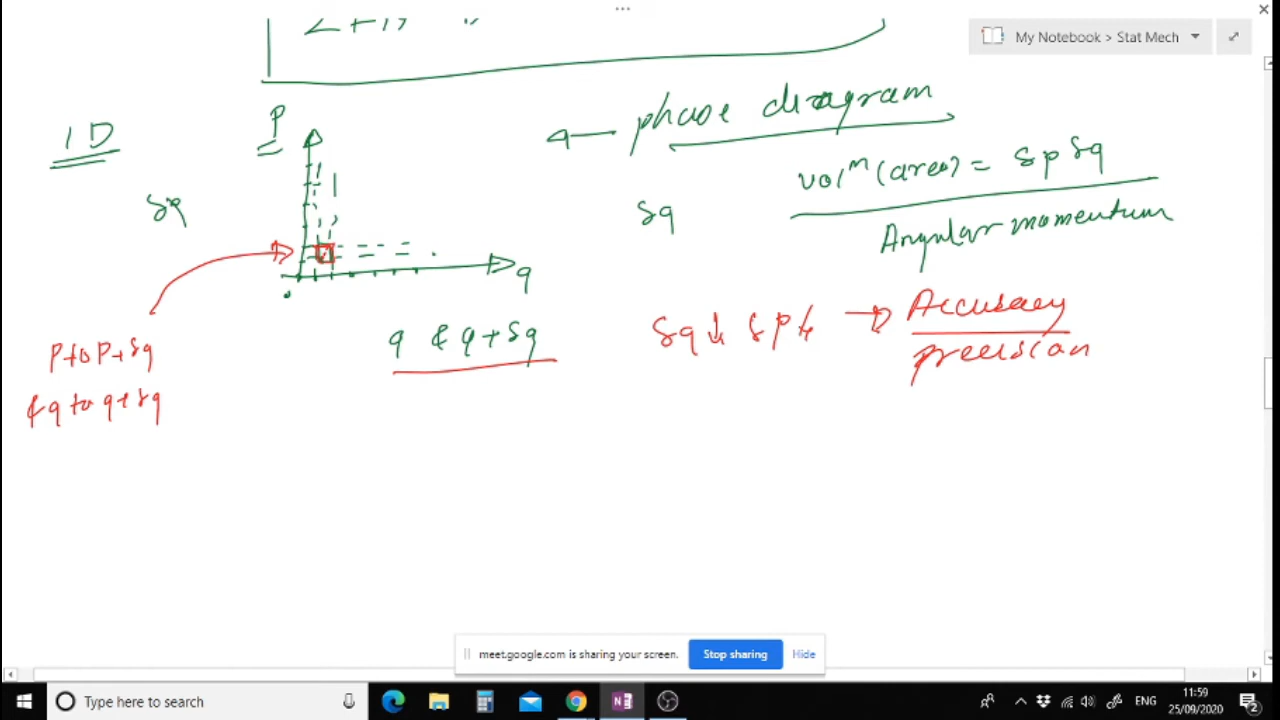 My Notebook > Stat Mech
1D
P
← phase diagram
vol^m (area) = δp δq
Angular momentum
δq
δq
q
q & q + δq
δq ↓ δp ↓ → Accuracy
precision
P to P + δq
& q to q + δq
meet.google.com is sharing your screen.
Stop sharing
Hide
Type here to search
ENG
11:59
25/09/2020
2